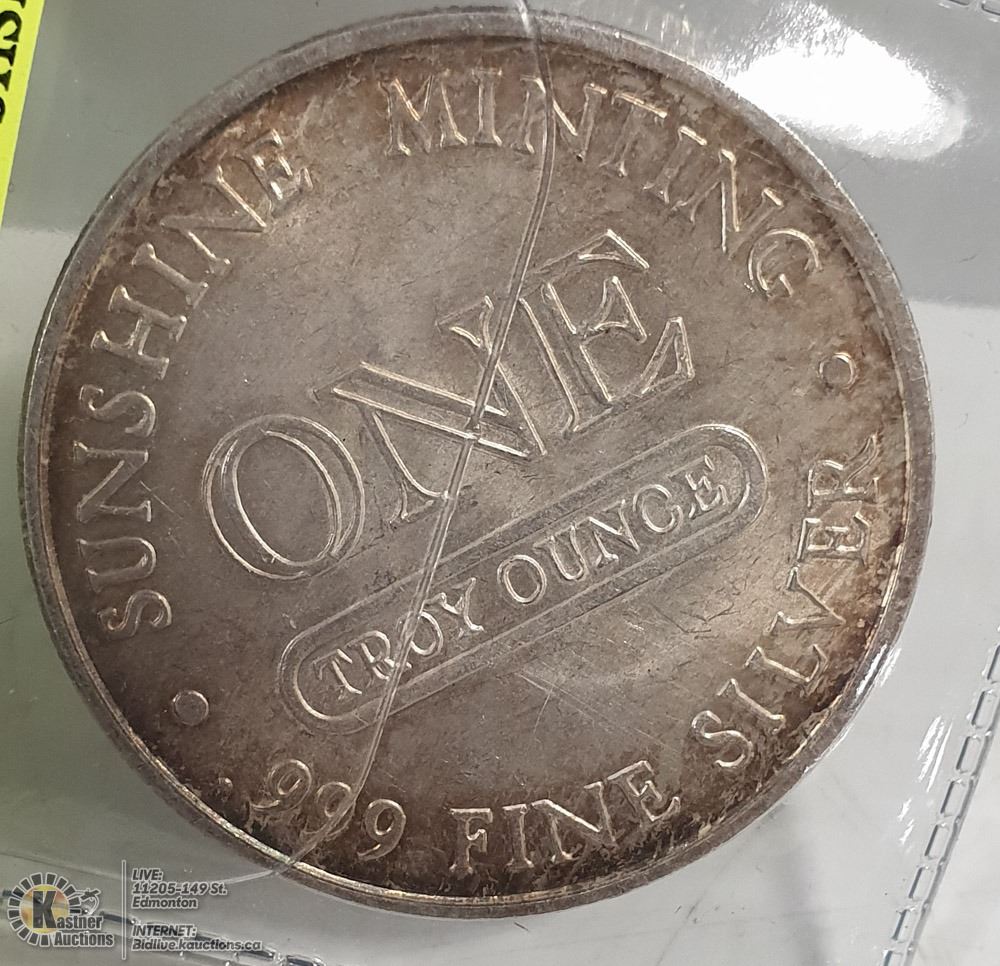 SUNSHINE MINTING
ONE
TROY OUNCE
.999 FINE SILVER
Kastner
Auctions
LIVE:
11205-149 St.
Edmonton
INTERNET:
Bidlive.kauctions.ca